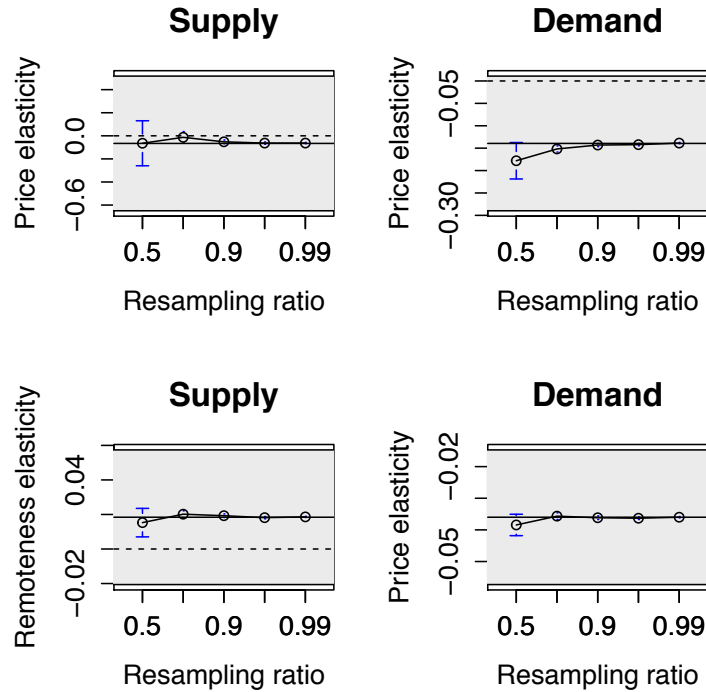 Supply
Price elasticity
0.0
−0.6
0.5
0.9
0.99
Resampling ratio
Demand
Price elasticity
−0.05
−0.30
0.5
0.9
0.99
Resampling ratio
Supply
Remoteness elasticity
0.04
−0.02
0.5
0.9
0.99
Resampling ratio
Demand
Price elasticity
−0.02
−0.05
0.5
0.9
0.99
Resampling ratio